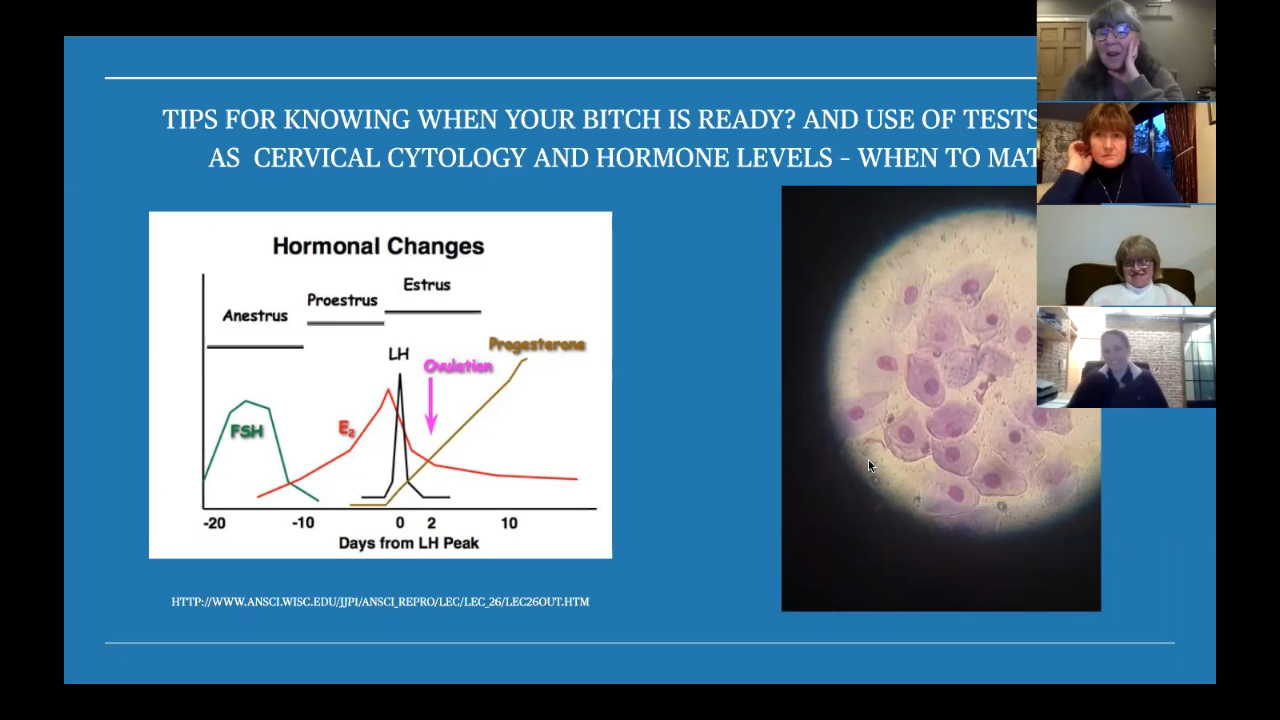 TIPS FOR KNOWING WHEN YOUR BITCH IS READY? AND USE OF TESTS
AS CERVICAL CYTOLOGY AND HORMONE LEVELS - WHEN TO MAT
Hormonal Changes
Estrus
Proestrus
Anestrus
LH
Progesterone
Ovulation
FSH
E₂
-20 -10 0 2 10
Days from LH Peak
HTTP://WWW.ANSCI.WISC.EDU/JJP1/ANSCI_REPRO/LEC/LEC_26/LEC26OUT.HTM